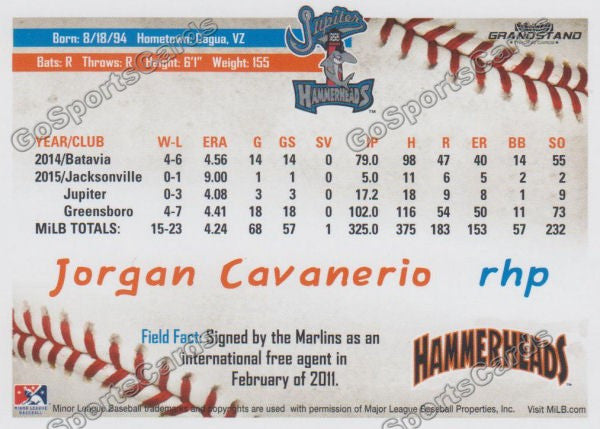 Born: 8/18/94 Hometown: Cagua, VZ
Bats: R Throws: R Height: 6'1" Weight: 155
Jupiter
HAMMERHEADS
TM
GRANDSTAND
YEAR/CLUB W-L ERA G GS SV IP H R ER BB SO
2014/Batavia 4-6 4.56 14 14 0 79.0 98 47 40 14 55
2015/Jacksonville 0-1 9.00 1 1 0 5.0 11 6 5 2 2
Jupiter 0-3 4.08 3 3 0 17.2 18 9 8 1 9
Greensboro 4-7 4.41 18 18 0 102.0 116 54 50 11 73
MiLB TOTALS: 15-23 4.24 68 57 1 325.0 375 183 153 57 232
Jorgan Cavanerio rhp
Field Fact: Signed by the Marlins as an
international free agent in
February of 2011.
HAMMERHEADS
MINOR LEAGUE
BASEBALL
Minor League Baseball trademarks and copyrights are used with permission of Major League Baseball Properties, Inc. Visit MiLB.com
GoSportsCards
GoSportsCards
GoSportsCards
GoSportsCards